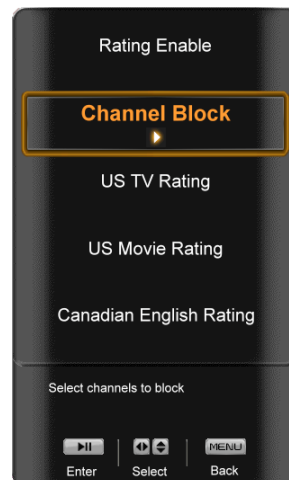 Rating Enable
Channel Block
US TV Rating
US Movie Rating
Canadian English Rating
Select channels to block
MENU
Enter Select Back